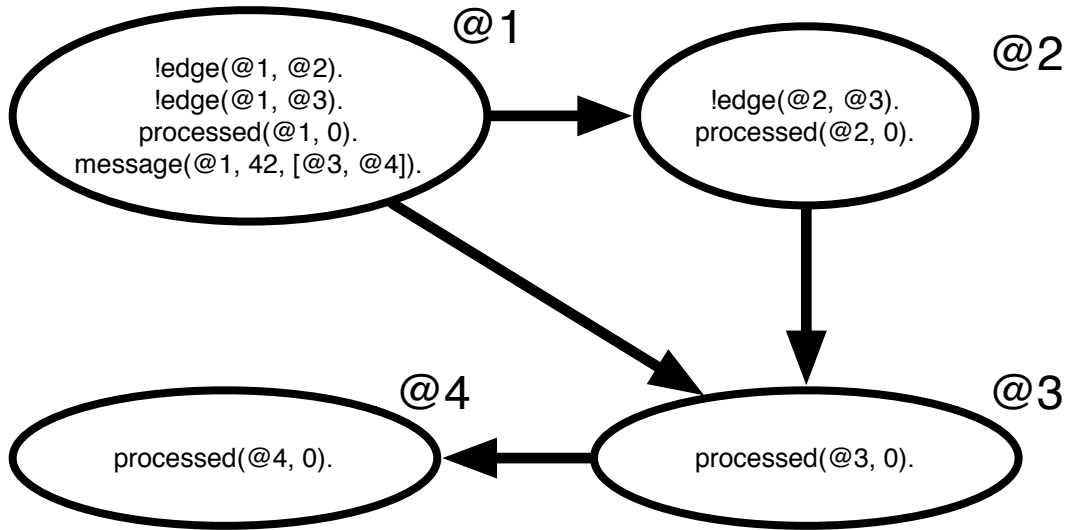 @1
!edge(@1, @2).
!edge(@1, @3).
processed(@1, 0).
message(@1, 42, [@3, @4]).
@2
!edge(@2, @3).
processed(@2, 0).
@4
processed(@4, 0).
@3
processed(@3, 0).